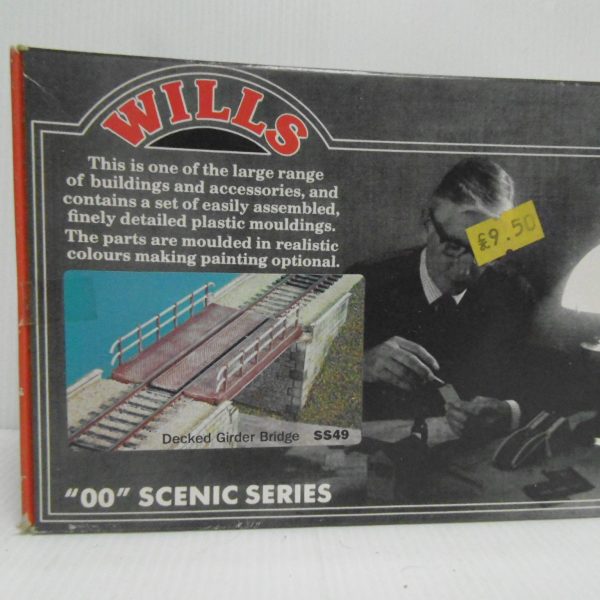 WILLS
This is one of the large range
of buildings and accessories, and
contains a set of easily assembled,
finely detailed plastic mouldings.
The parts are moulded in realistic
colours making painting optional.
£9.50
Decked Girder Bridge SS49
"00" SCENIC SERIES